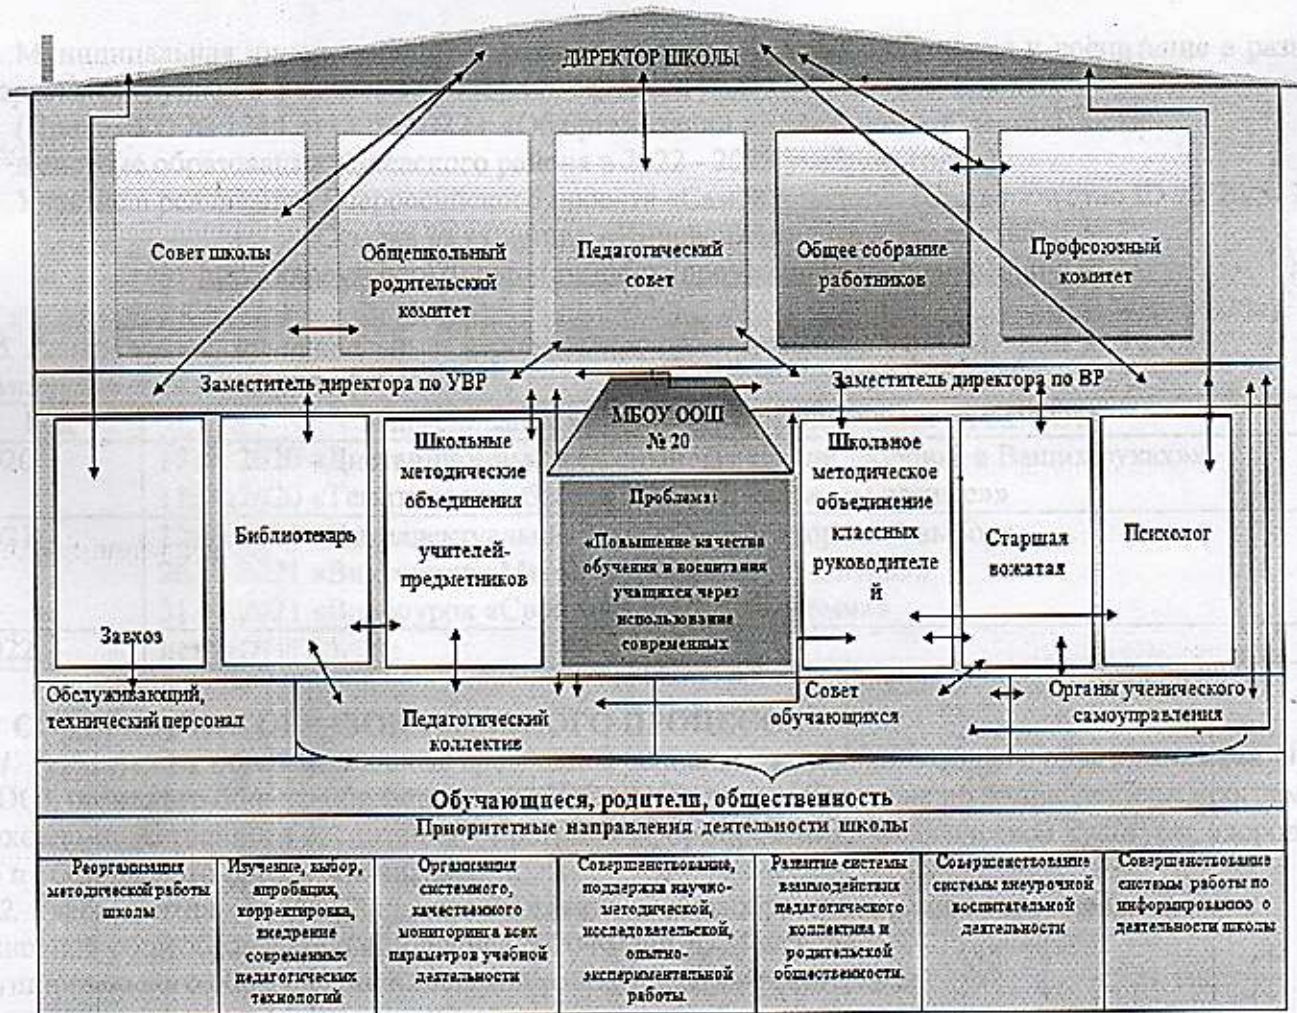 ДИРЕКТОР ШКОЛЫ
Совет школы
Общешкольный
родительский
комитет
Педагогический
совет
Общее собрание
работников
Профсоюзный
комитет
Заместитель директора по УВР
Заместитель директора по ВР
Завхоз
Библиотекарь
Школьные
методические
объединения
учителей-
предметников
МБОУ ООШ
№ 20
Проблема:
«Повышение качества
обучения и воспитания
учащихся через
использование
современных
Школьное
методическое
объединение
классных
руководителе
й
Старшая
вожатая
Психолог
Обслуживающий,
технический персонал
Педагогический
коллектив
Совет
обучающихся
Органы ученического
самоуправления
Обучающиеся, родители, общественность
Приоритетные направления деятельности школы
Реорганизация
методической работы
школы
Изучение, выбор,
апробация,
корректировка,
внедрение
современных
педагогических
технологий
Организация
системного,
качественного
мониторинга всех
параметров учебной
деятельности
Совершенствование,
поддержка научно-
методической,
исследовательской,
опытно-
экспериментальной
работы.
Развитие системы
взаимодействия
педагогического
коллектива и
родительской
общественности.
Совершенствование
системы внеурочной
воспитательной
деятельности
Совершенствование
системы работы по
информированию о
деятельности школы